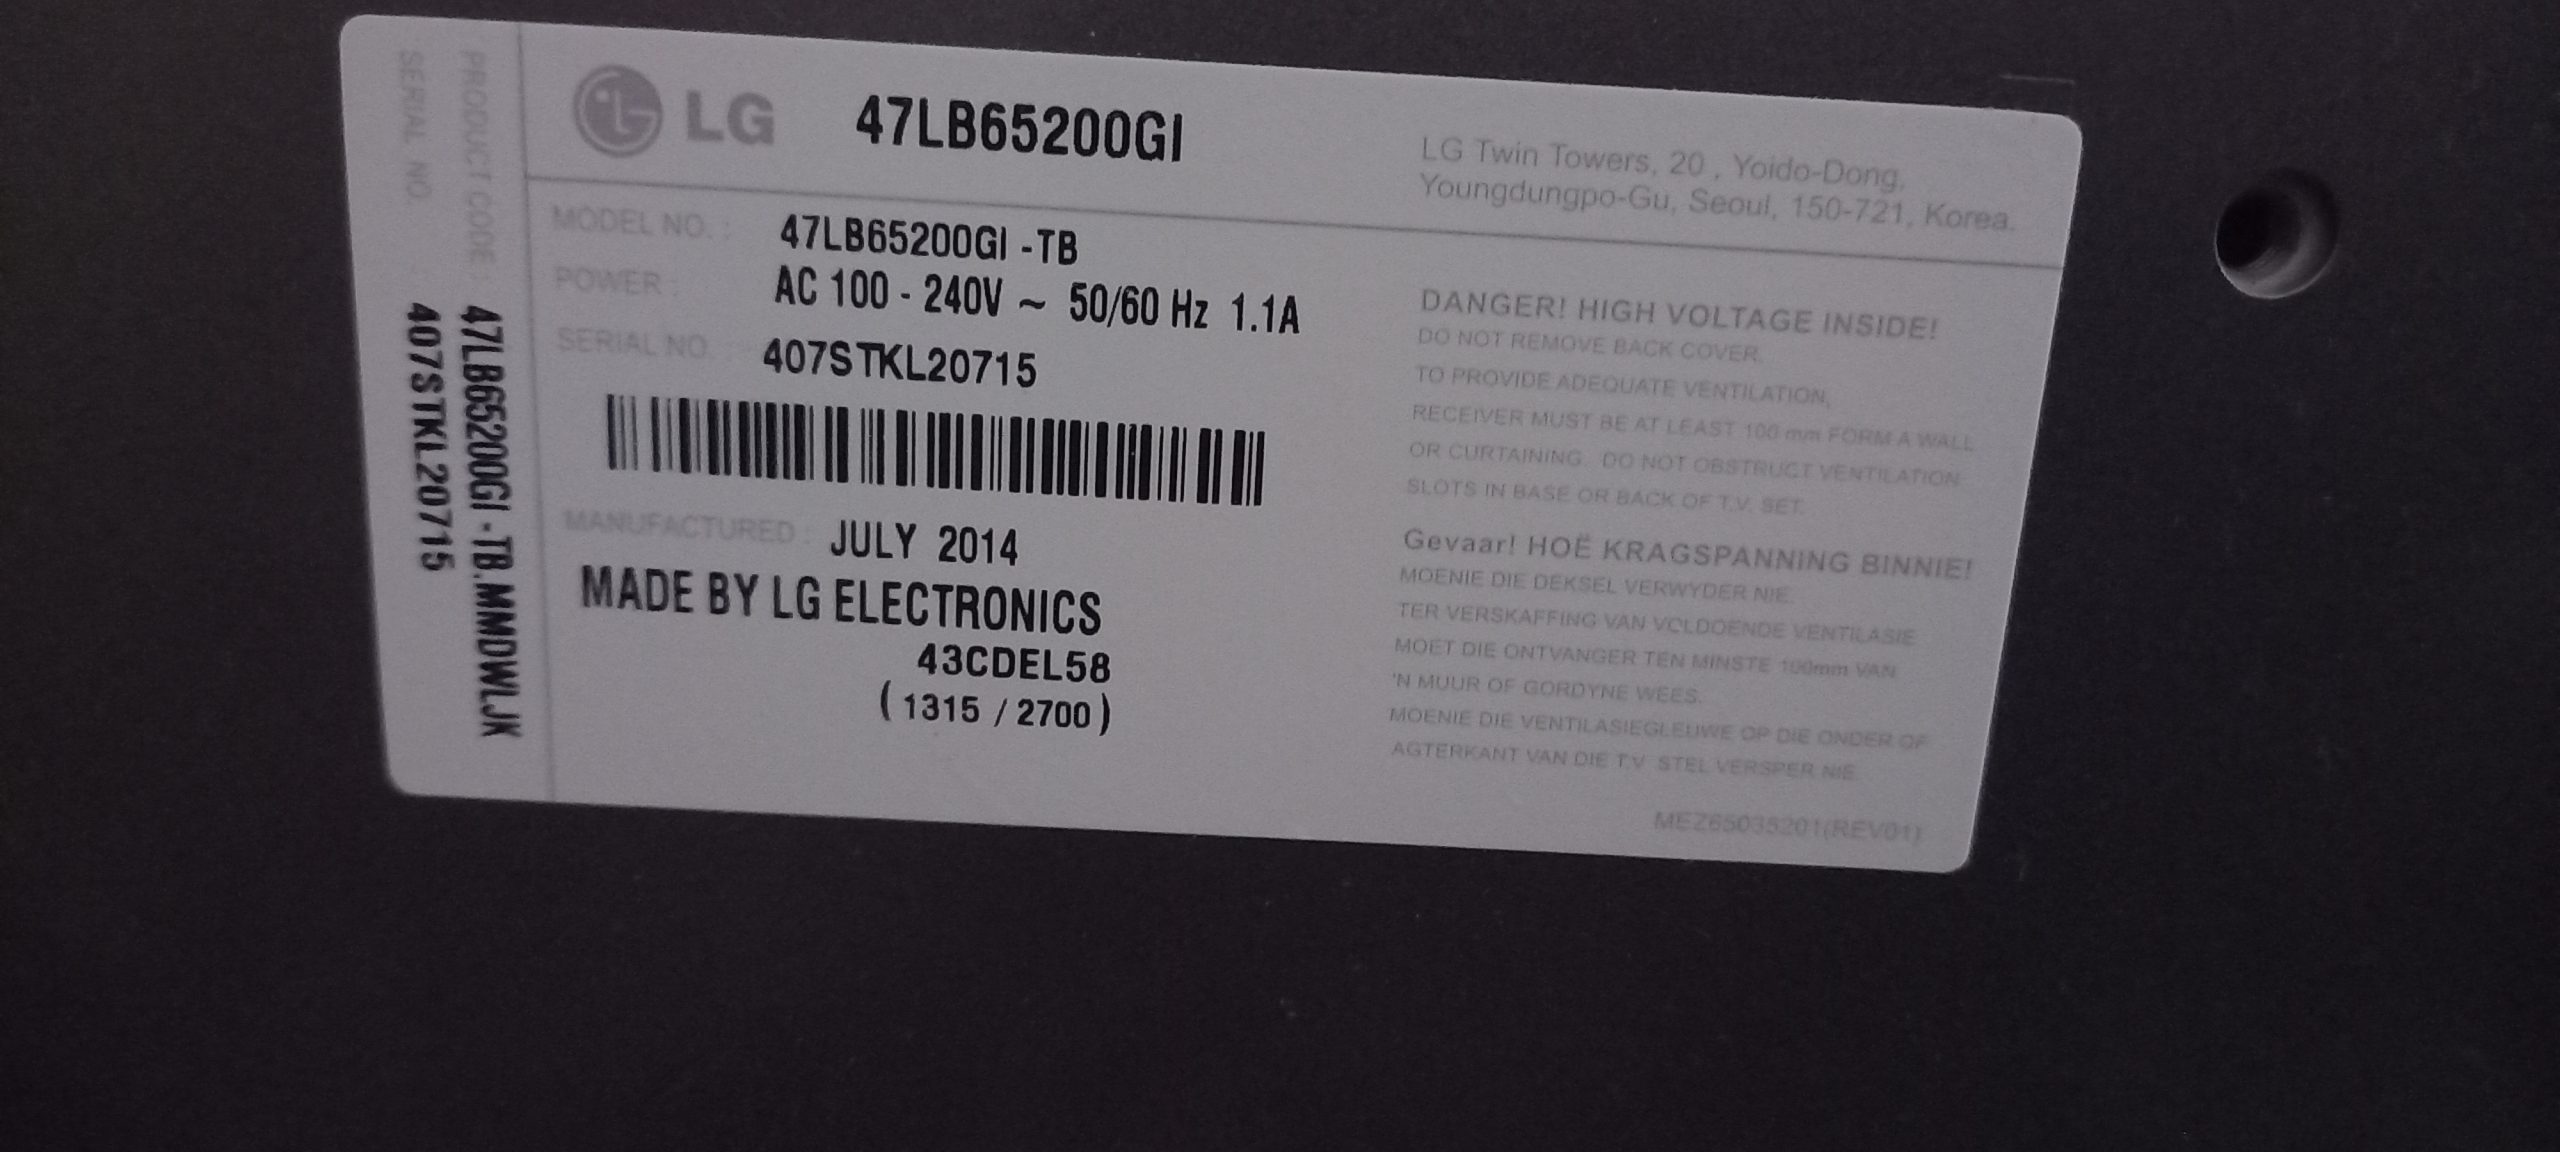 LG 47LB65200GI
LG Twin Towers, 20 , Yoido-Dong,
Youngdungpo-Gu, Seoul, 150-721, Korea.
MODEL NO. : 47LB65200GI -TB
POWER : AC 100 - 240V ~ 50/60 Hz 1.1A
SERIAL NO. 407STKL20715
MANUFACTURED : JULY 2014
MADE BY LG ELECTRONICS
43CDEL58
( 1315 / 2700 )
DANGER! HIGH VOLTAGE INSIDE!
DO NOT REMOVE BACK COVER.
TO PROVIDE ADEQUATE VENTILATION,
RECEIVER MUST BE AT LEAST 100 mm FORM A WALL
OR CURTAINING. DO NOT OBSTRUCT VENTILATION
SLOTS IN BASE OR BACK OF T.V. SET.
Gevaar! HOË KRAGSPANNING BINNIE!
MOENIE DIE DEKSEL VERWYDER NIE.
TER VERSKAFFING VAN VOLDOENDE VENTILASIE
MOET DIE ONTVANGER TEN MINSTE 100mm VAN
'N MUUR OF GORDYNE WEES.
MOENIE DIE VENTILASIEGLEUWE OP DIE ONDER OF
AGTERKANT VAN DIE T.V STEL VERSPER NIE.
MEZ65035201(REV01)
PRODUCT CODE : 47LB65200GI -TB.MMDWLJK
SERIAL NO. : 407STKL20715